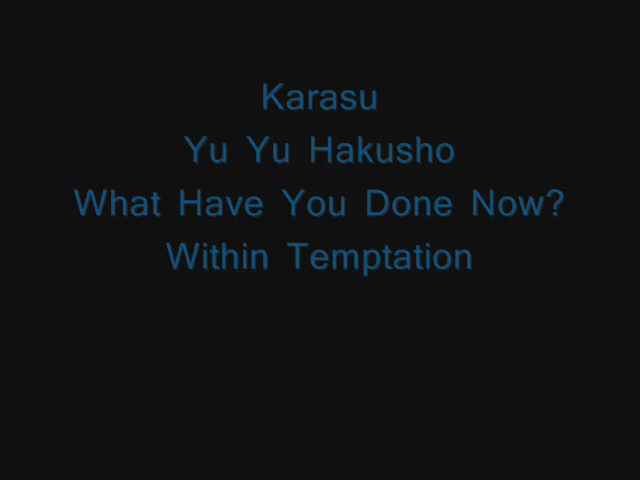 Karasu
Yu Yu Hakusho
What Have You Done Now?
Within Temptation